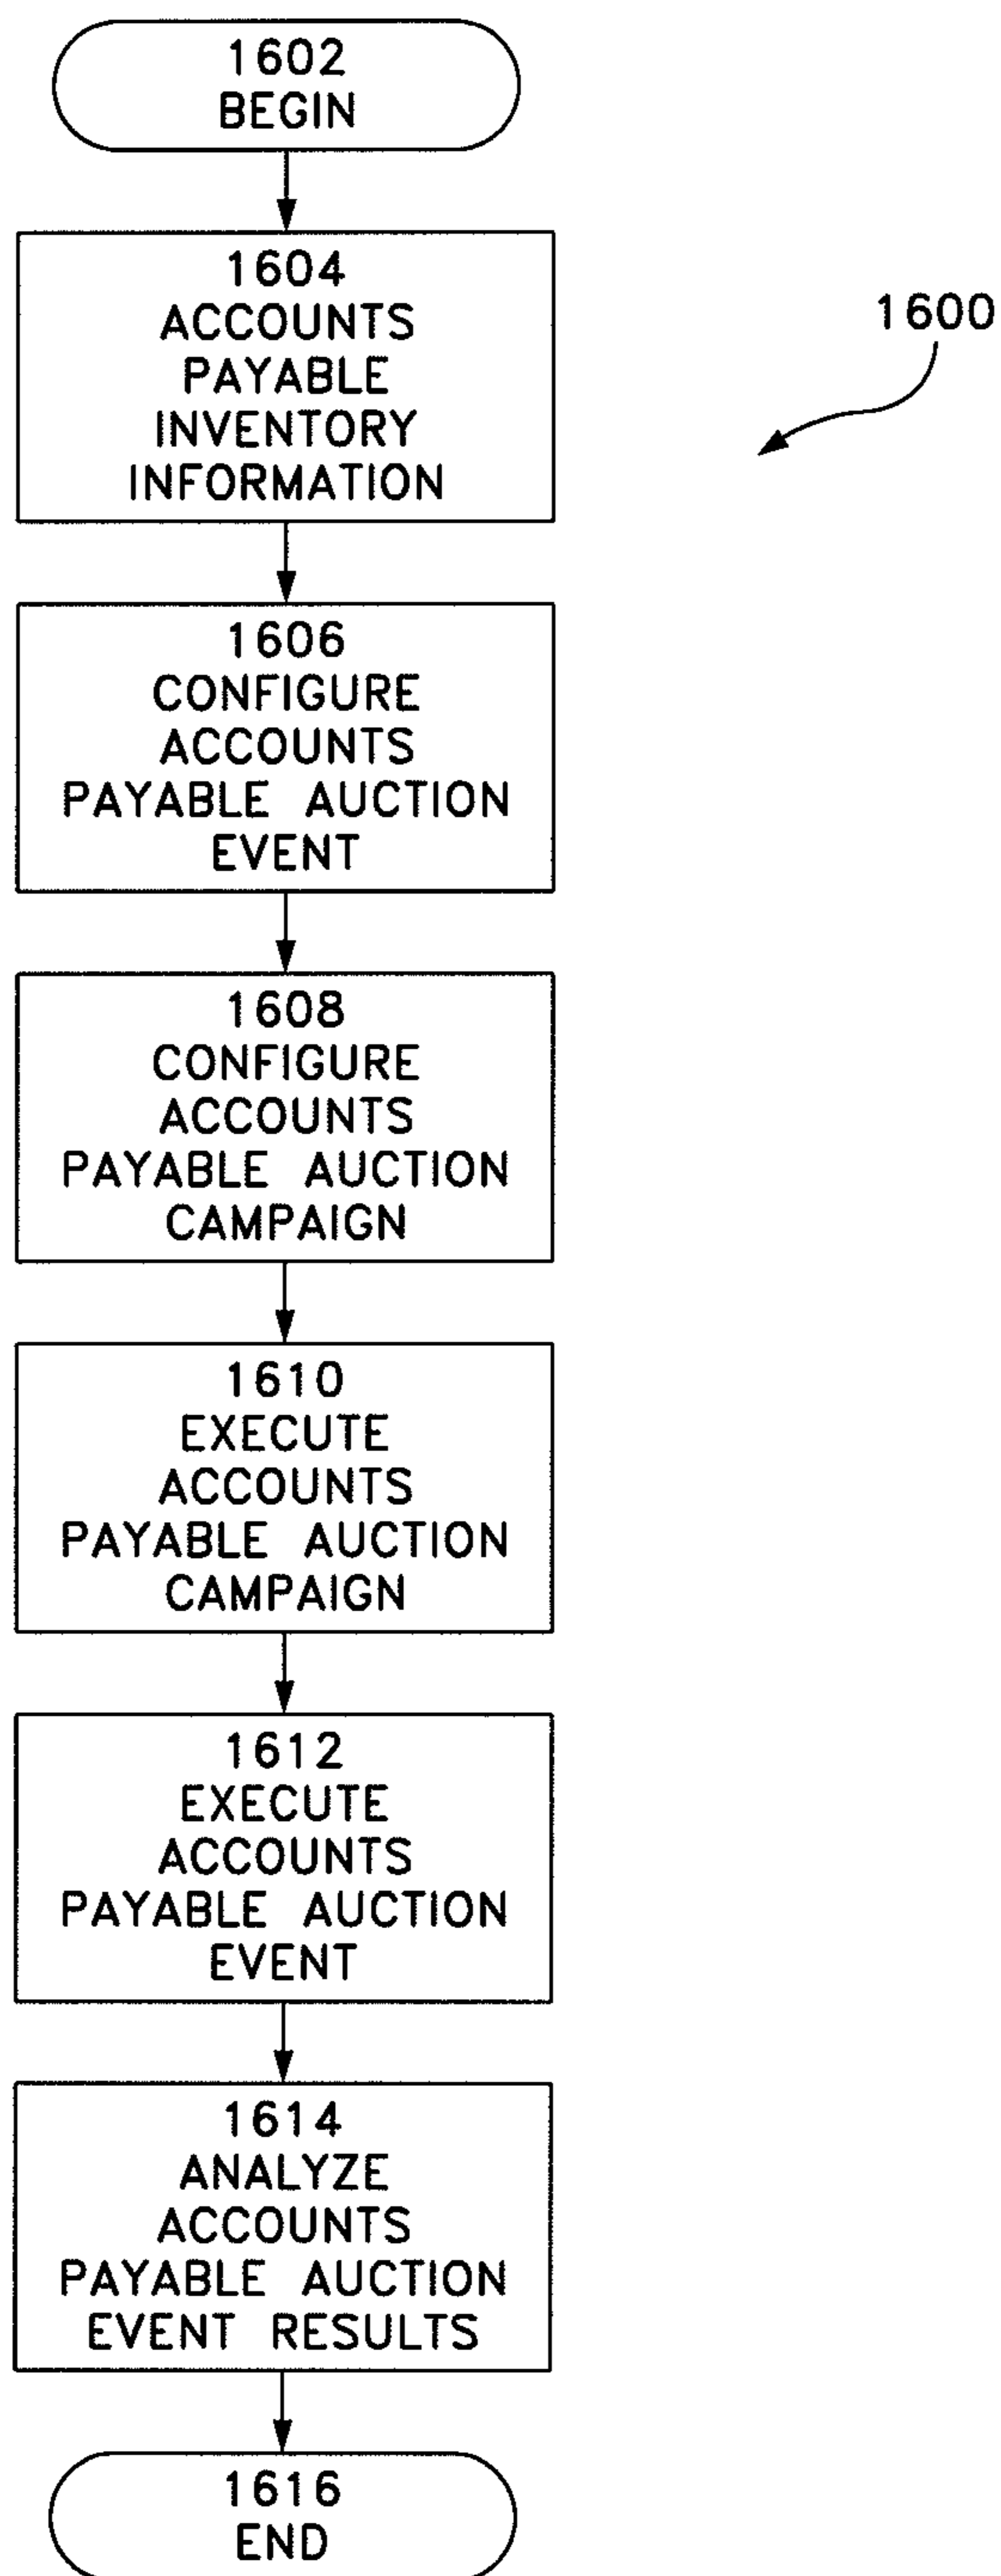 1602
BEGIN
1604
ACCOUNTS
PAYABLE
INVENTORY
INFORMATION
1600
1606
CONFIGURE
ACCOUNTS
PAYABLE AUCTION
EVENT
1608
CONFIGURE
ACCOUNTS
PAYABLE AUCTION
CAMPAIGN
1610
EXECUTE
ACCOUNTS
PAYABLE AUCTION
CAMPAIGN
1612
EXECUTE
ACCOUNTS
PAYABLE AUCTION
EVENT
1614
ANALYZE
ACCOUNTS
PAYABLE AUCTION
EVENT RESULTS
1616
END